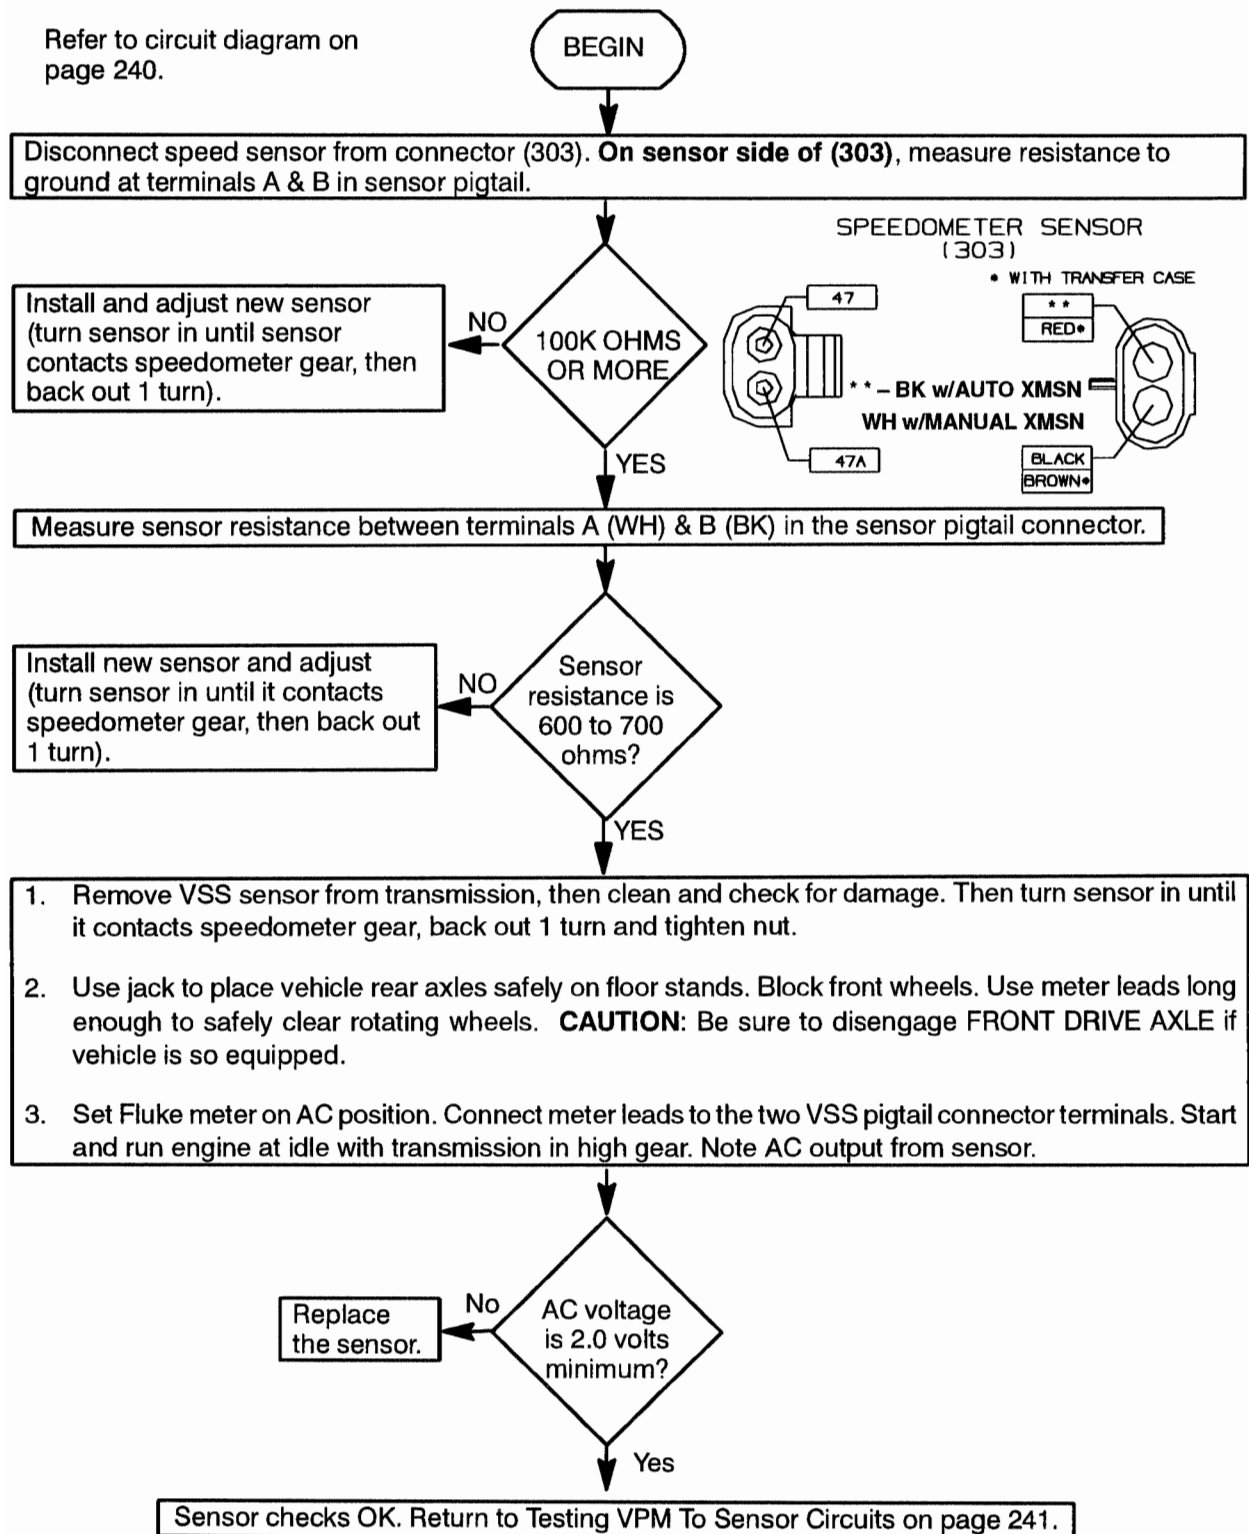 Refer to circuit diagram on
page 240.
BEGIN
Disconnect speed sensor from connector (303). On sensor side of (303), measure resistance to
ground at terminals A & B in sensor pigtail.
SPEEDOMETER SENSOR
(303)
• WITH TRANSFER CASE
47
* *
RED•
Install and adjust new sensor
(turn sensor in until sensor
contacts speedometer gear, then
back out 1 turn).
NO
100K OHMS
OR MORE
* * – BK w/AUTO XMSN
WH w/MANUAL XMSN
47A
BLACK
BROWN•
YES
Measure sensor resistance between terminals A (WH) & B (BK) in the sensor pigtail connector.
Install new sensor and adjust
(turn sensor in until it contacts
speedometer gear, then back out
1 turn).
NO
Sensor
resistance is
600 to 700
ohms?
YES
1. Remove VSS sensor from transmission, then clean and check for damage. Then turn sensor in until
it contacts speedometer gear, back out 1 turn and tighten nut.
2. Use jack to place vehicle rear axles safely on floor stands. Block front wheels. Use meter leads long
enough to safely clear rotating wheels. CAUTION: Be sure to disengage FRONT DRIVE AXLE if
vehicle is so equipped.
3. Set Fluke meter on AC position. Connect meter leads to the two VSS pigtail connector terminals. Start
and run engine at idle with transmission in high gear. Note AC output from sensor.
Replace
the sensor.
No
AC voltage
is 2.0 volts
minimum?
Yes
Sensor checks OK. Return to Testing VPM To Sensor Circuits on page 241.